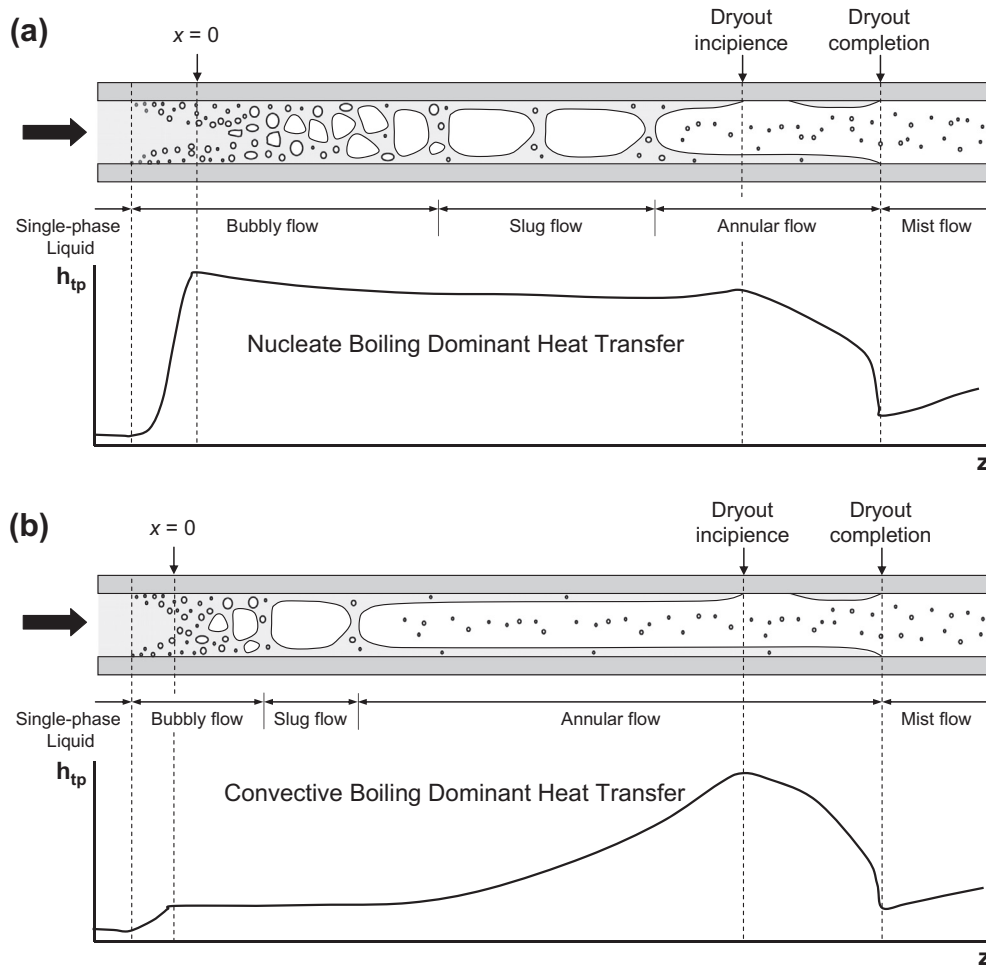 (a)
x = 0
Dryout
incipience
Dryout
completion
Single-phase
Liquid
Bubbly flow
Slug flow
Annular flow
Mist flow
h_tp
Nucleate Boiling Dominant Heat Transfer
z
(b)
x = 0
Dryout
incipience
Dryout
completion
Single-phase
Liquid
Bubbly flow
Slug flow
Annular flow
Mist flow
h_tp
Convective Boiling Dominant Heat Transfer
z